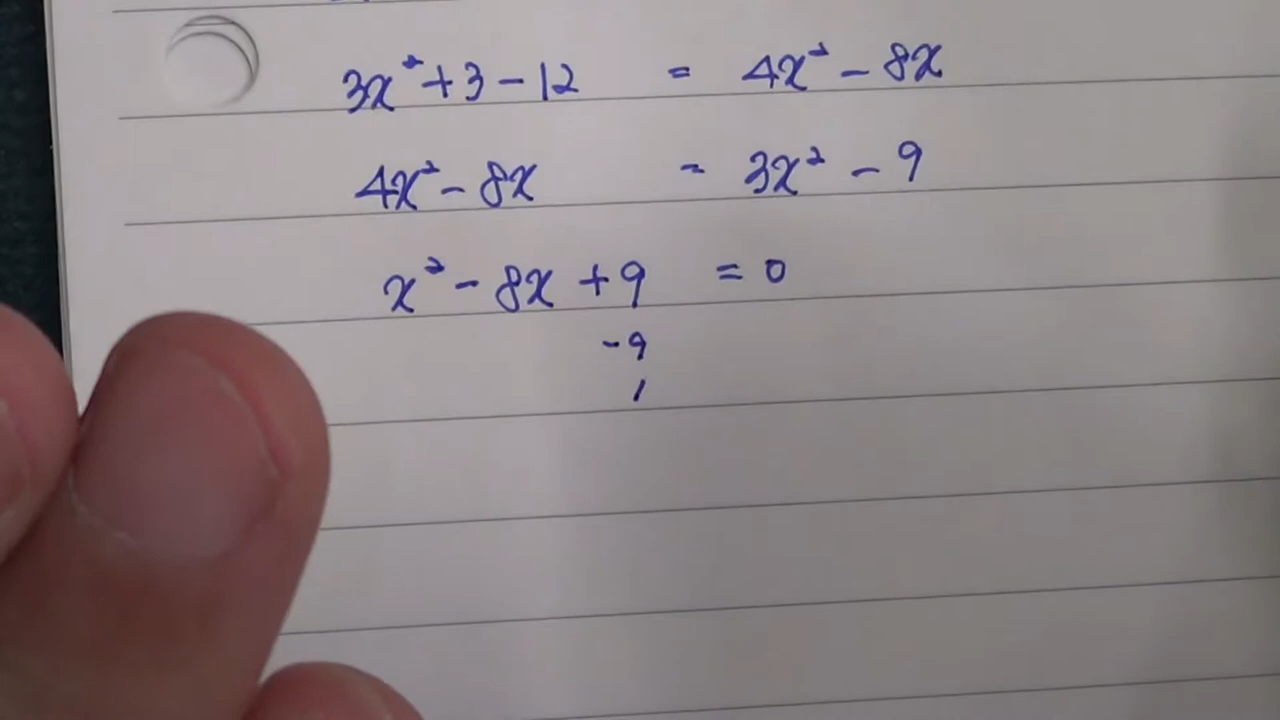 3x² + 3 - 12 = 4x² - 8x
4x² - 8x = 3x² - 9
x² - 8x + 9 = 0
-9
1